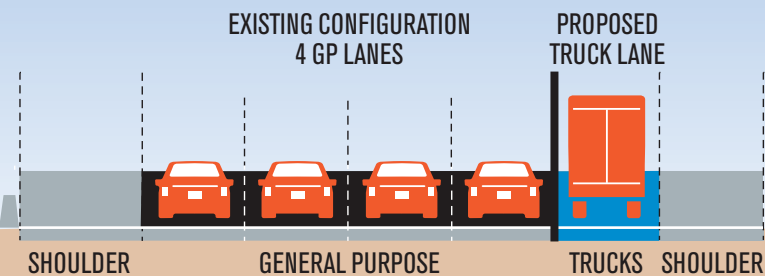 EXISTING CONFIGURATION
4 GP LANES
PROPOSED
TRUCK LANE
SHOULDER
GENERAL PURPOSE
TRUCKS
SHOULDER